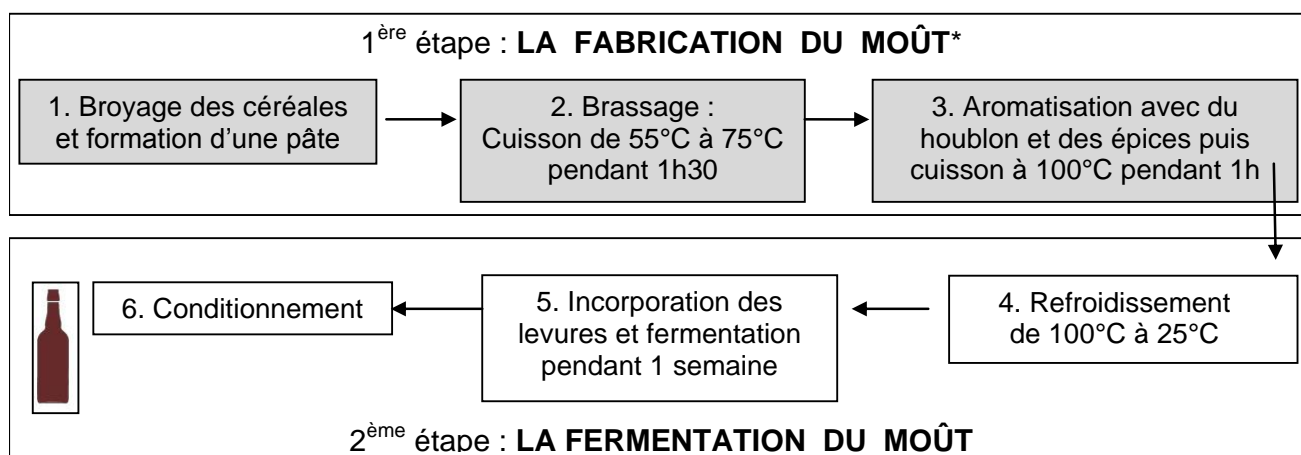 1ère étape : LA FABRICATION DU MOÛT*
1. Broyage des céréales
et formation d'une pâte
2. Brassage :
Cuisson de 55°C à 75°C
pendant 1h30
3. Aromatisation avec du
houblon et des épices puis
cuisson à 100°C pendant 1h
4. Refroidissement
de 100°C à 25°C
5. Incorporation des
levures et fermentation
pendant 1 semaine
6. Conditionnement
2ème étape : LA FERMENTATION DU MOÛT